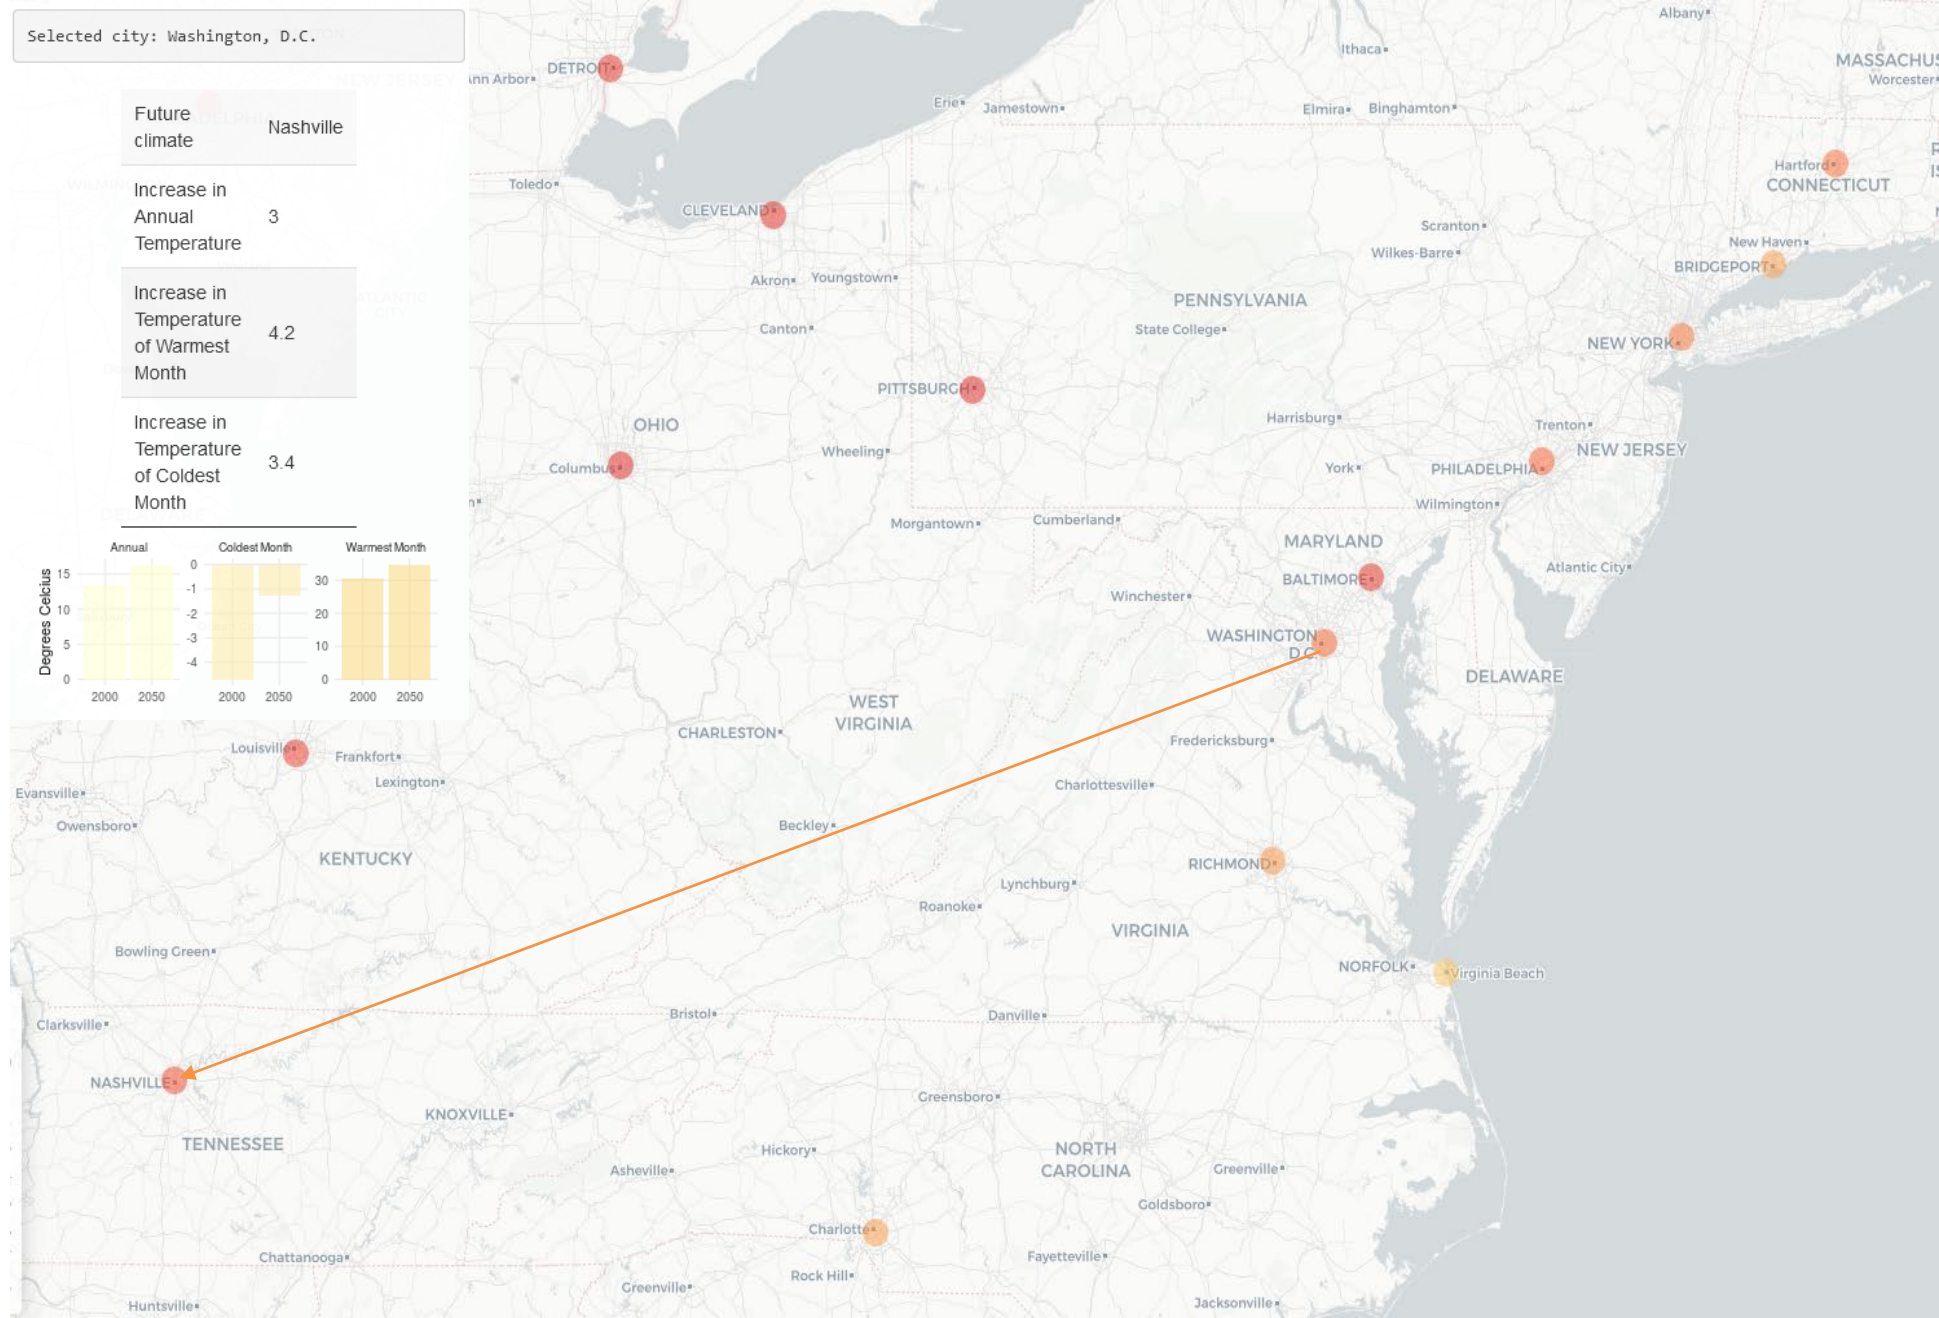 Selected city: Washington, D.C.
Future
climate
Nashville
Increase in
Annual
Temperature
3
Increase in
Temperature
of Warmest
Month
4.2
Increase in
Temperature
of Coldest
Month
3.4
Annual
Coldest Month
Warmest Month
Degrees Celcius
15
10
5
0
2000
2050
0
-1
-2
-3
-4
2000
2050
30
20
10
0
2000
2050
Albany
Ithaca
MASSACHUS
Worcester
DETROIT
Ann Arbor
Erie
Jamestown
Elmira
Binghamton
Hartford
CONNECTICUT
Toledo
CLEVELAND
Scranton
New Haven
Wilkes-Barre
BRIDGEPORT
Akron
Youngstown
PENNSYLVANIA
Canton
State College
NEW YORK
PITTSBURGH
Harrisburg
OHIO
Trenton
NEW JERSEY
Wheeling
Columbus
York
PHILADELPHIA
Wilmington
Morgantown
Cumberland
MARYLAND
Atlantic City
BALTIMORE
Winchester
WASHINGTON
D.C.
DELAWARE
WEST
VIRGINIA
CHARLESTON
Fredericksburg
Louisville
Frankfort
Lexington
Charlottesville
Evansville
Owensboro
Beckley
KENTUCKY
RICHMOND
Lynchburg
Roanoke
VIRGINIA
Bowling Green
NORFOLK
Virginia Beach
Clarksville
Bristol
Danville
NASHVILLE
Greensboro
KNOXVILLE
TENNESSEE
Hickory
NORTH
CAROLINA
Asheville
Greenville
Goldsboro
Charlotte
Chattanooga
Fayetteville
Rock Hill
Greenville
Huntsville
Jacksonville